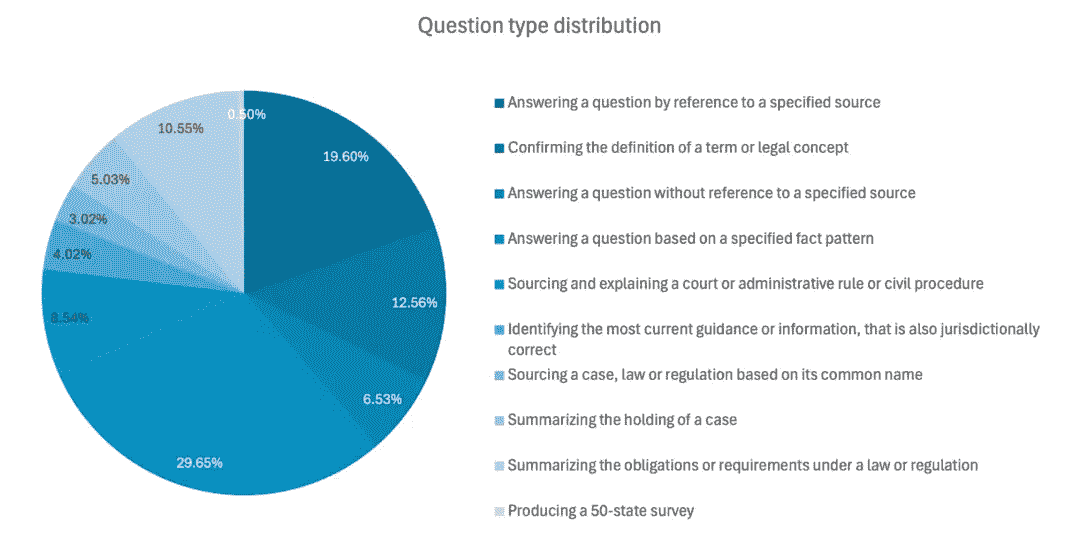 Question type distribution
0.50%
10.55%
19.60%
5.03%
3.02%
4.02%
12.56%
8.54%
6.53%
29.65%
Answering a question by reference to a specified source
Confirming the definition of a term or legal concept
Answering a question without reference to a specified source
Answering a question based on a specified fact pattern
Sourcing and explaining a court or administrative rule or civil procedure
Identifying the most current guidance or information, that is also jurisdictionally
correct
Sourcing a case, law or regulation based on its common name
Summarizing the holding of a case
Summarizing the obligations or requirements under a law or regulation
Producing a 50-state survey